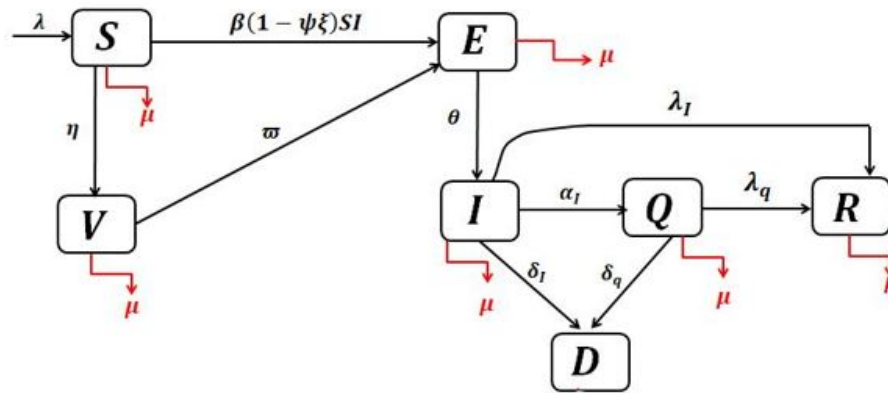 λ
S
β(1 - ψξ)SI
E
μ
μ
η
ϖ
θ
λ_I
V
I
α_I
Q
λ_q
R
μ
μ
δ_I
δ_q
μ
D